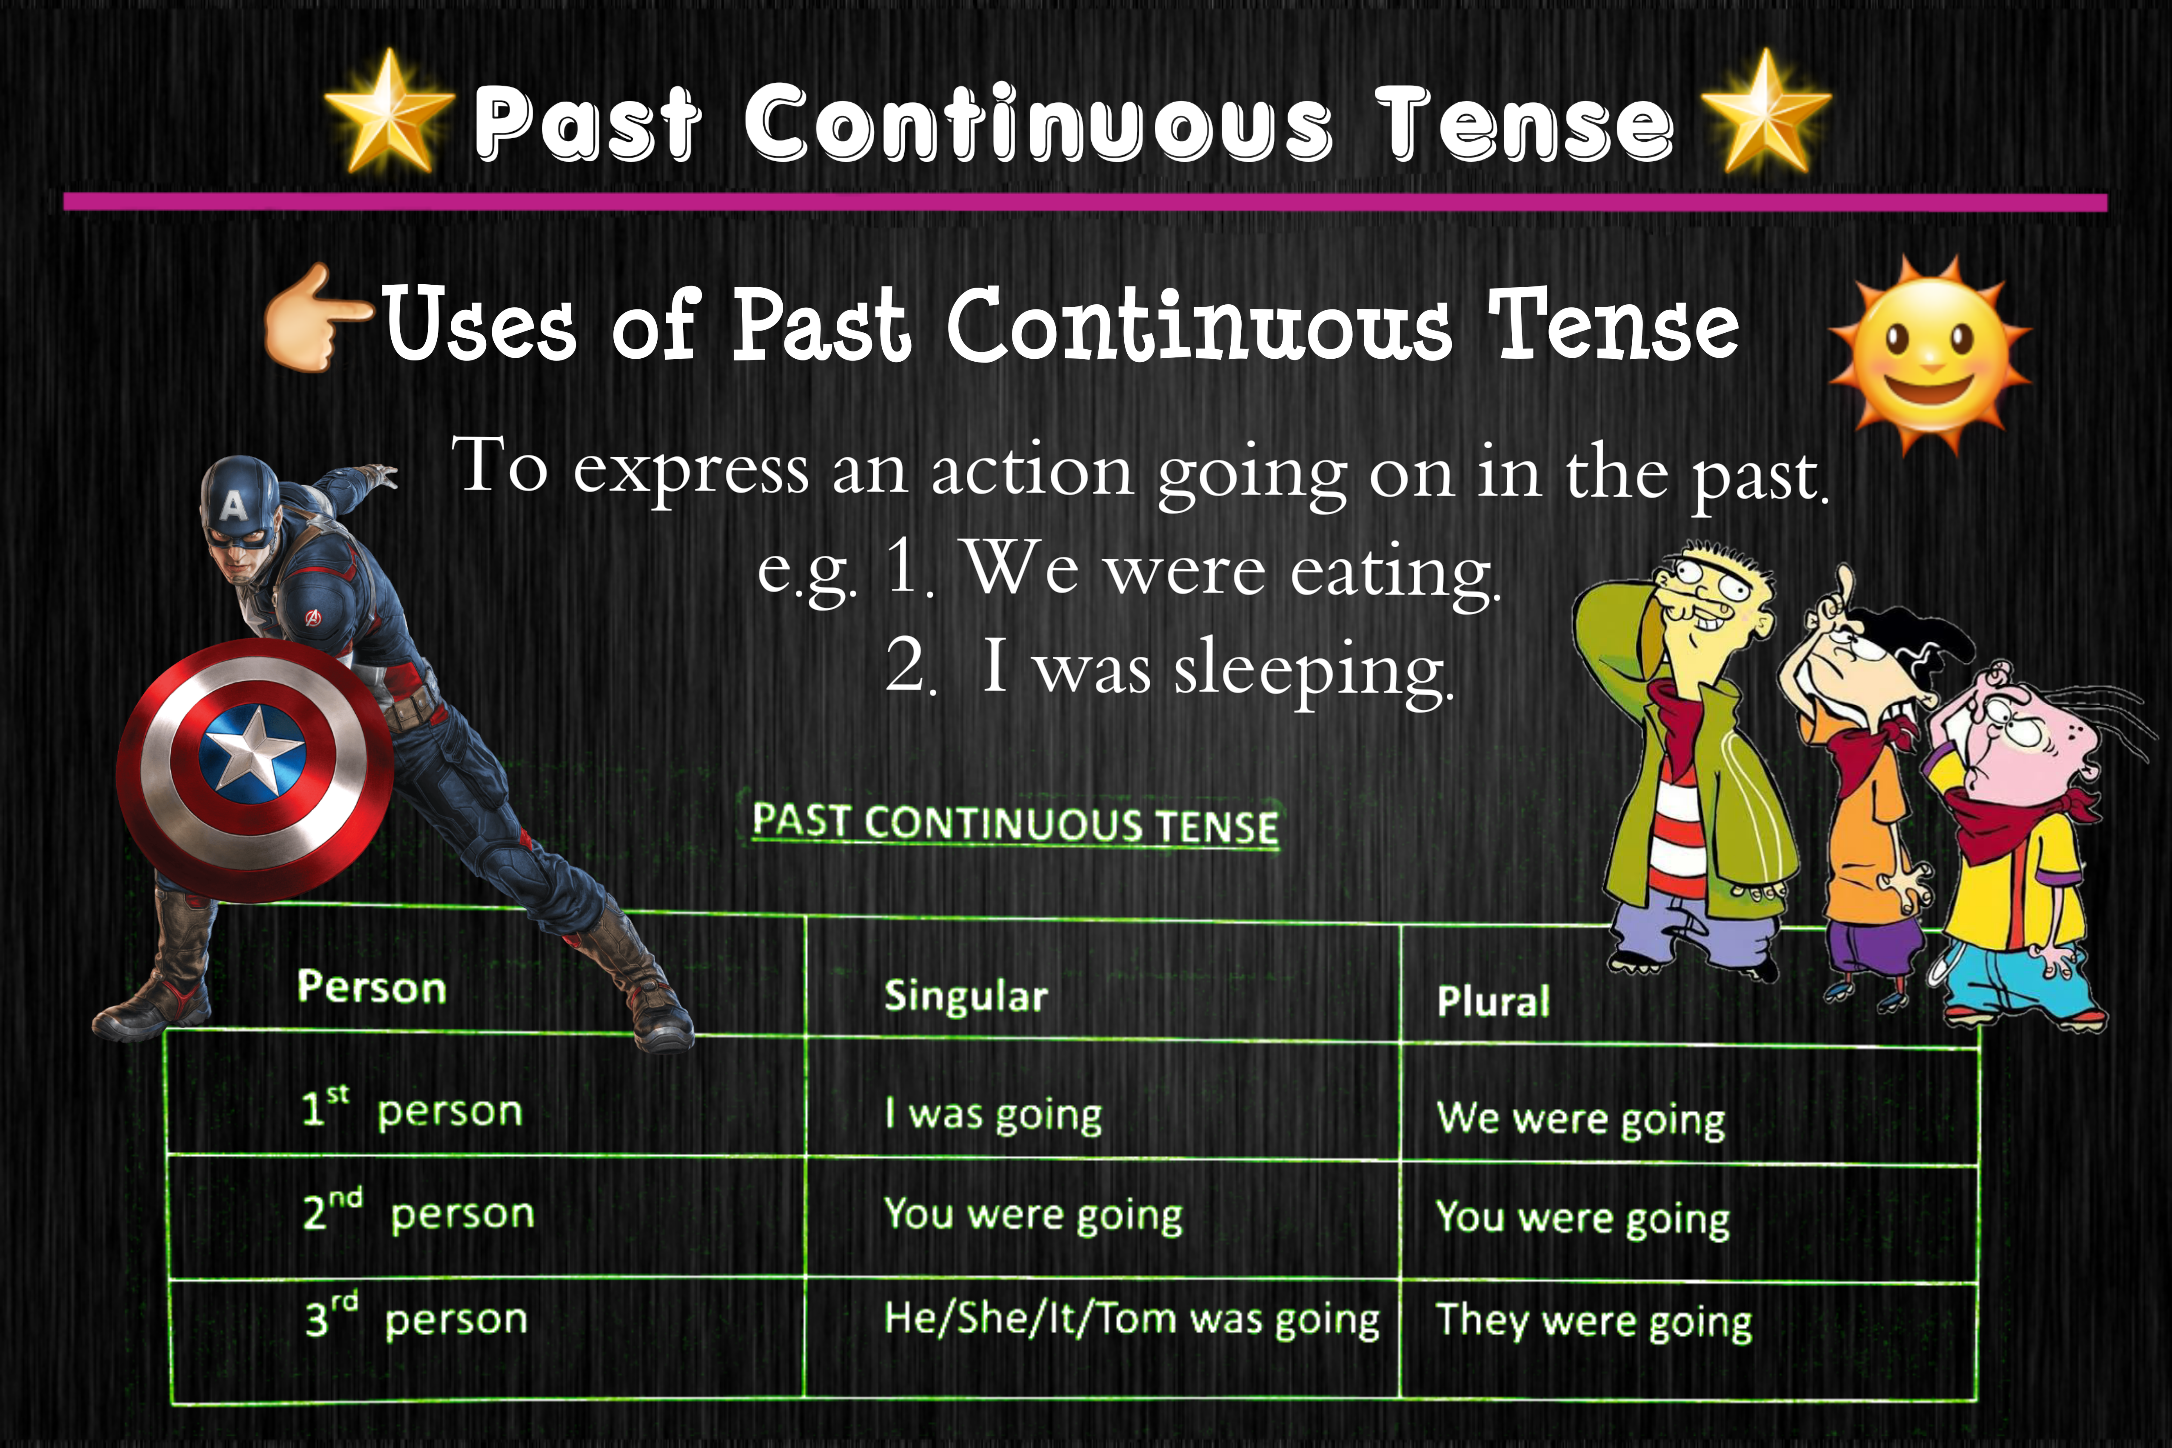 Past Continuous Tense
Uses of Past Continuous Tense
To express an action going on in the past.
e.g. 1. We were eating.
2. I was sleeping.
PAST CONTINUOUS TENSE
Person Singular Plural
1st person I was going We were going
2nd person You were going You were going
3rd person He/She/It/Tom was going They were going
A